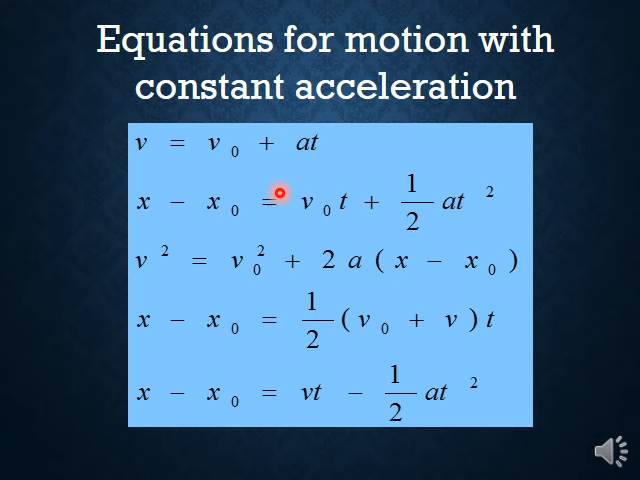 Equations for motion with
constant acceleration
v = v₀ + at
x − x₀ = v₀t + 1/2 at²
v² = v₀² + 2a(x − x₀)
x − x₀ = 1/2 (v₀ + v)t
x − x₀ = vt − 1/2 at²